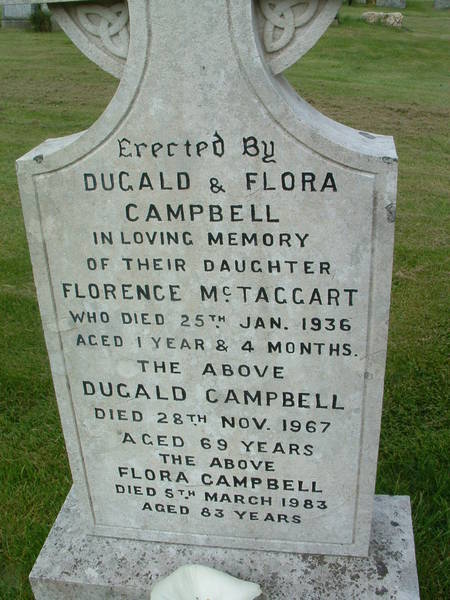 Erected By
DUGALD & FLORA
CAMPBELL
IN LOVING MEMORY
OF THEIR DAUGHTER
FLORENCE McTAGGART
WHO DIED 25TH JAN. 1936
AGED 1 YEAR & 4 MONTHS.
THE ABOVE
DUGALD CAMPBELL
DIED 28TH NOV. 1967
AGED 69 YEARS
THE ABOVE
FLORA CAMPBELL
DIED 5TH MARCH 1983
AGED 83 YEARS